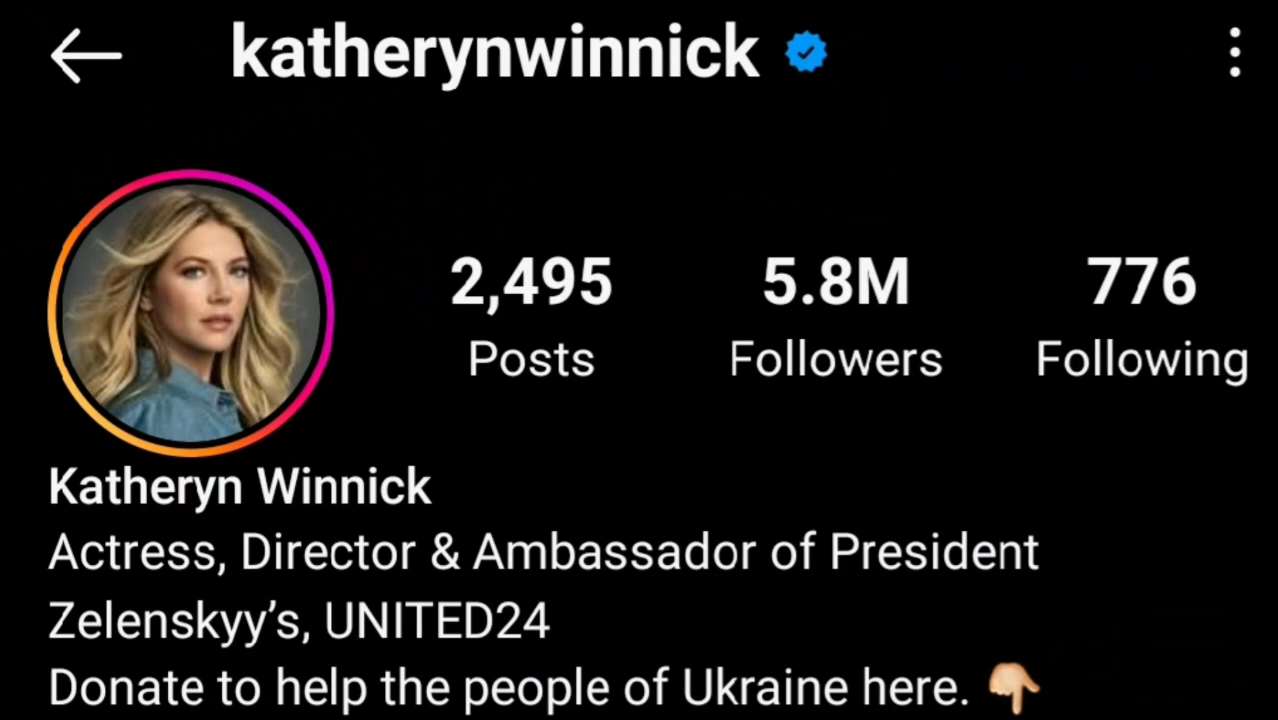 katherynwinnick
2,495 5.8M 776
Posts Followers Following
Katheryn Winnick
Actress, Director & Ambassador of President
Zelenskyy’s, UNITED24
Donate to help the people of Ukraine here. 👇🏼